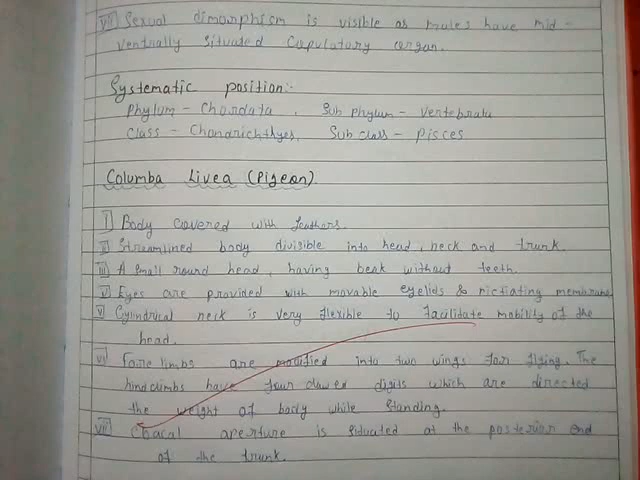 vii) Sexual dimorphism is visible as males have mid-
ventrally situated copulatory organ.
Systematic position:-
Phylum - Chordata. Sub phylum - Vertebrata
Class - Chondrichthyes, Sub class - Pisces
Columba Livea (Pigeon)
i) Body covered with feathers.
ii) Streamlined body divisible into head, neck and trunk.
iii) A small round head, having beak without teeth.
iv) Eyes are provided with movable eyelids & nictiating membrane
v) Cylindrical neck is very flexible to facilidate mobility of the
head.
vi) Fore limbs are modified into two wings for flying. The
hind limbs have four clawed digits which are directed
the weight of body while standing.
vii) Cloacal aperture is situated at the posterior end
of the trunk.